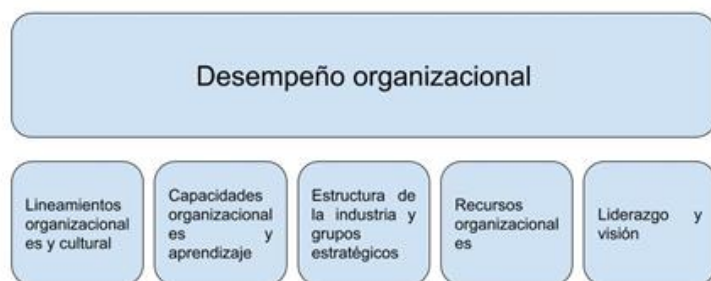 Desempeño organizacional
Lineamientos
organizacional
es y cultural
Capacidades
organizacional
es y
aprendizaje
Estructura de
la industria y
grupos
estratégicos
Recursos
organizacional
es
Liderazgo y
visión